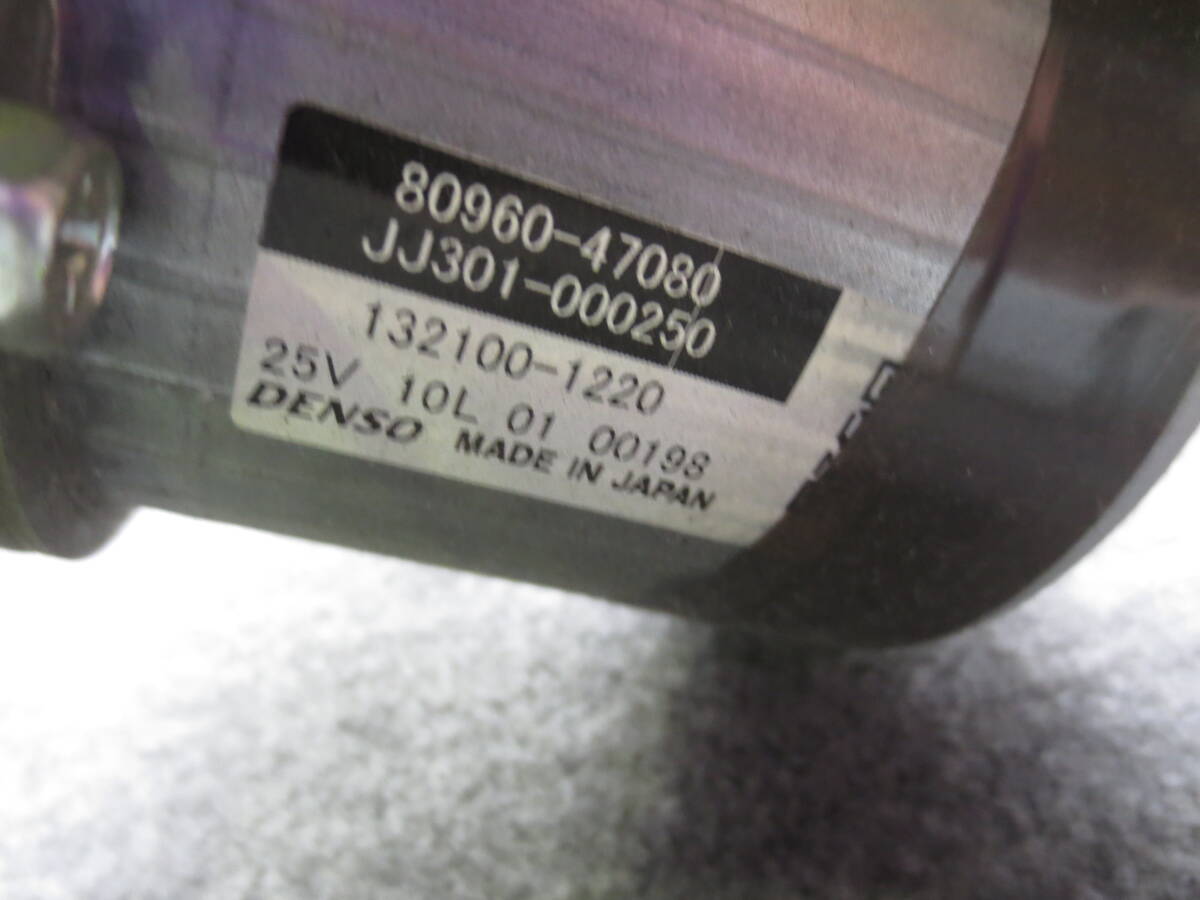 80960-47080
JJ301-000250
132100-1220
25V 10L 01 00198
DENSO MADE IN JAPAN